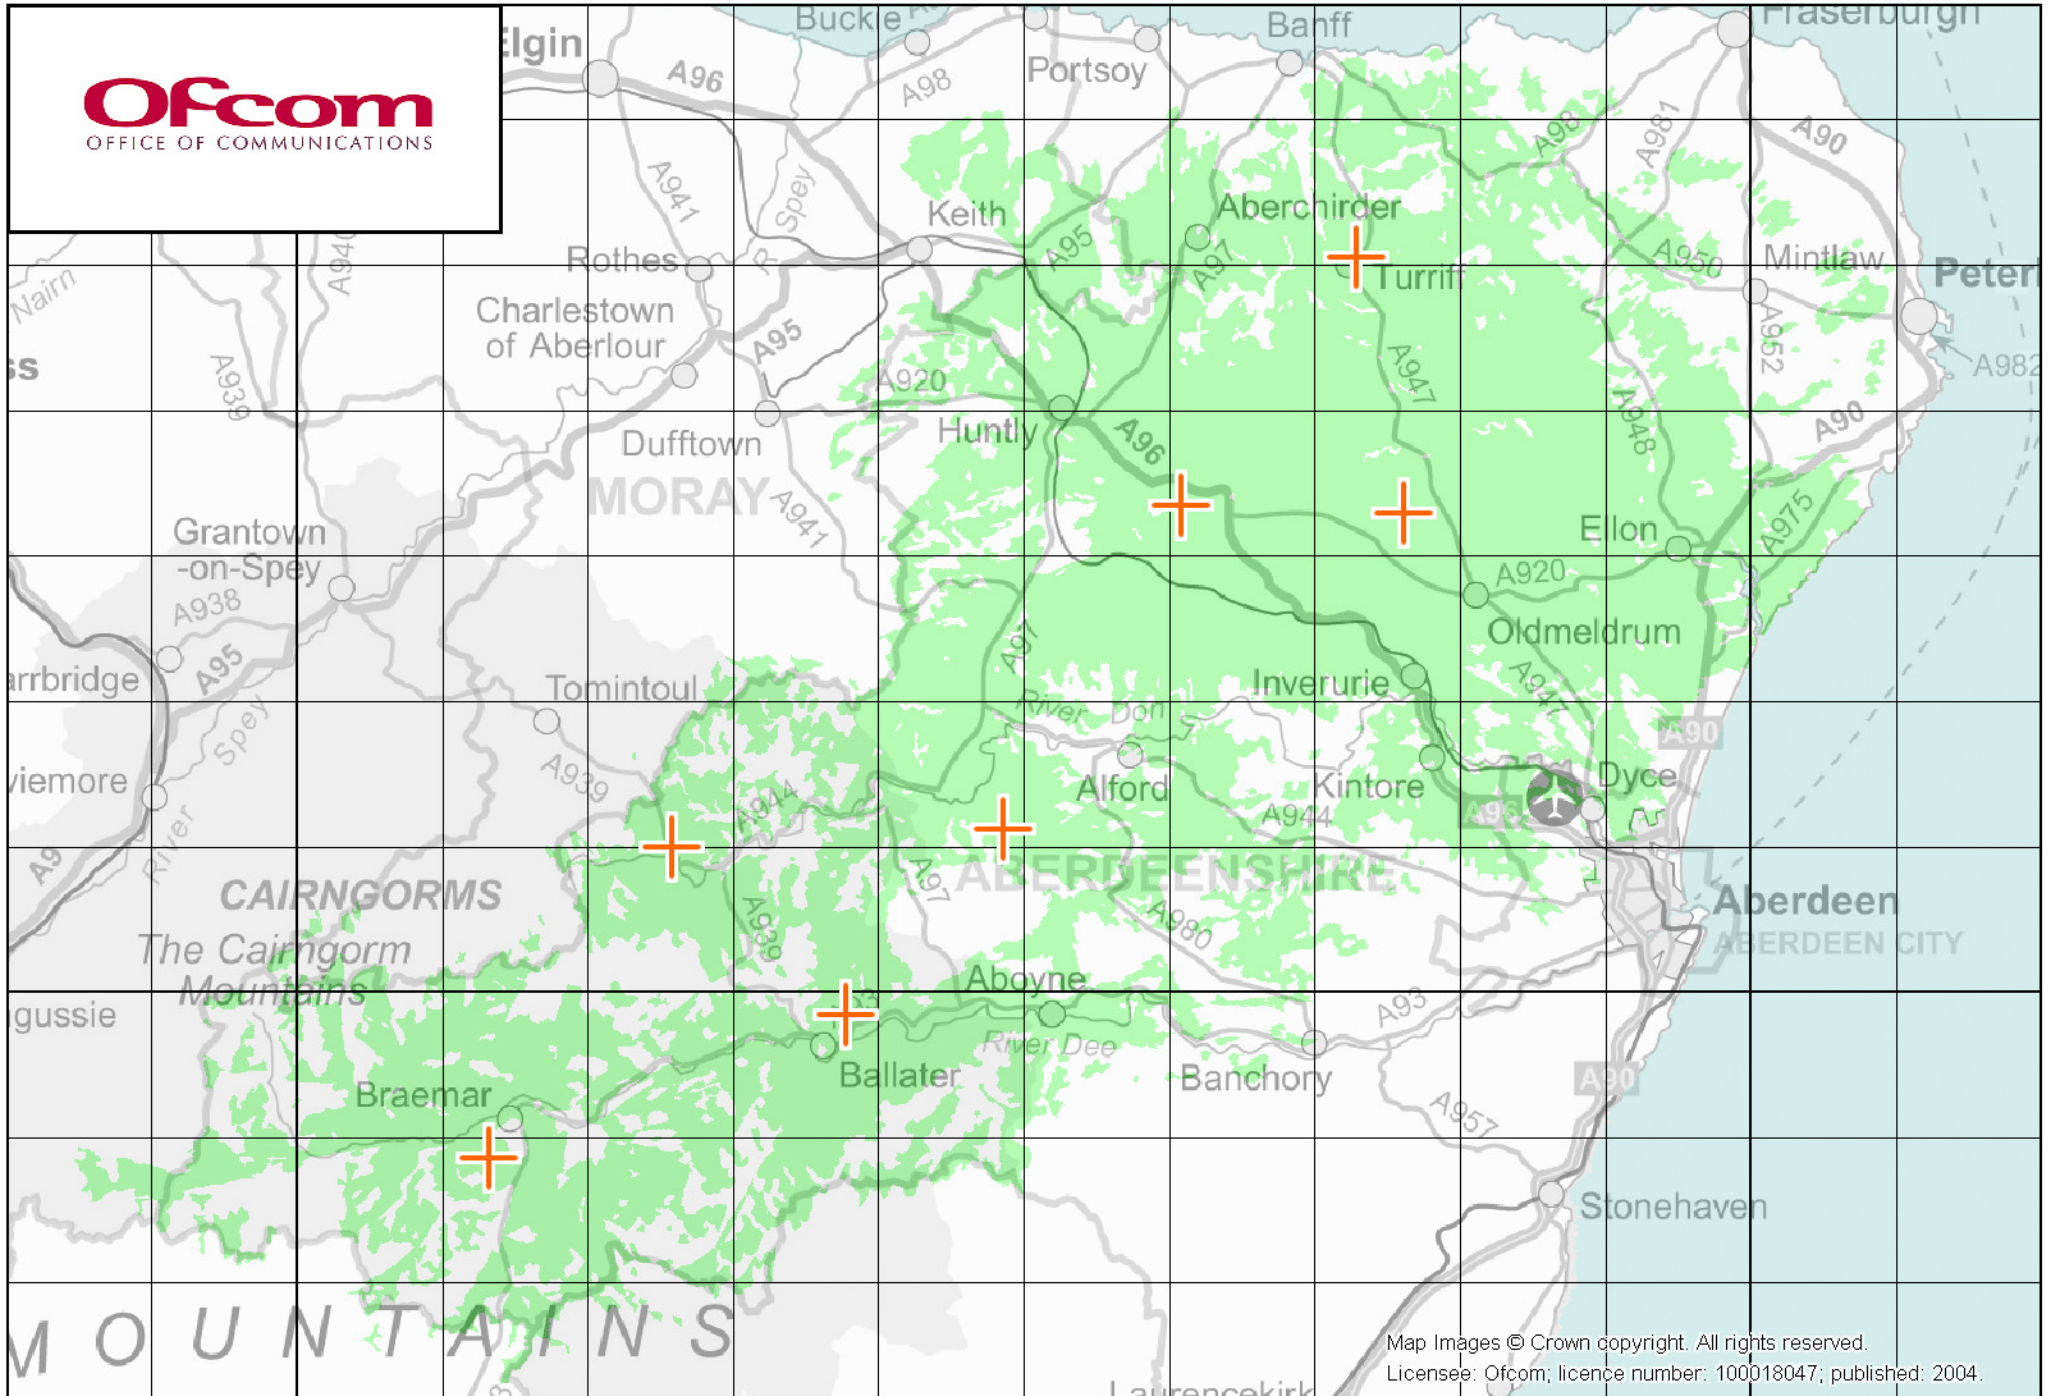 Ofcom
OFFICE OF COMMUNICATIONS
Elgin
Buckie
Banff
Fraserburgh
Portsoy
A96
A98
A941
R Spey
Keith
Aberchirder
A98
A981
A90
A940
Rothes
A95
A97
Turriff
A950
Mintlaw
Nairn
Charlestown
of Aberlour
A95
A939
A920
A947
A952
A982
Dufftown
Huntly
A96
A948
A90
MORAY
A941
Grantown
-on-Spey
Ellon
A975
A938
A920
A95
A97
Oldmeldrum
Tomintoul
Inverurie
A947
Spey
River Don
A90
A939
A944
Alford
Kintore
Dyce
A944
A96
A9
River
CAIRNGORMS
ABERDEENSHIRE
A97
A939
A980
Aberdeen
ABERDEEN CITY
The Cairngorm
Mountains
Aboyne
River Dee
A93
Braemar
Ballater
Banchory
A90
A957
Stonehaven
MOUNTAINS
Map Images © Crown copyright. All rights reserved.
Licensee: Ofcom; licence number: 100018047; published: 2004.
Laurencekirk